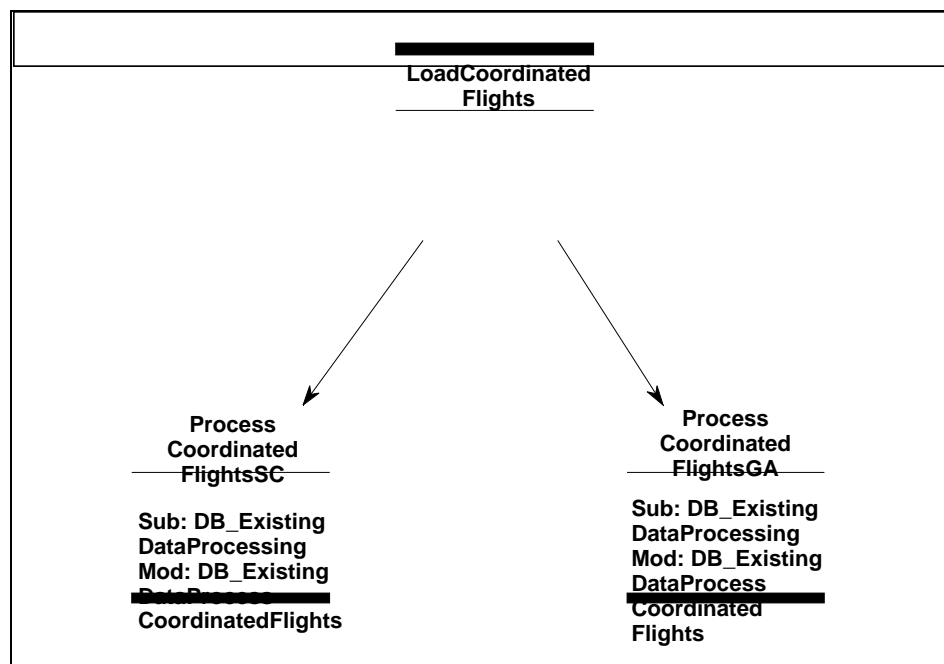 LoadCoordinated
Flights
Process
Coordinated
FlightsSC
Sub: DB_Existing
DataProcessing
Mod: DB_Existing
DataProcess
CoordinatedFlights
Process
Coordinated
FlightsGA
Sub: DB_Existing
DataProcessing
Mod: DB_Existing
DataProcess
Coordinated
Flights